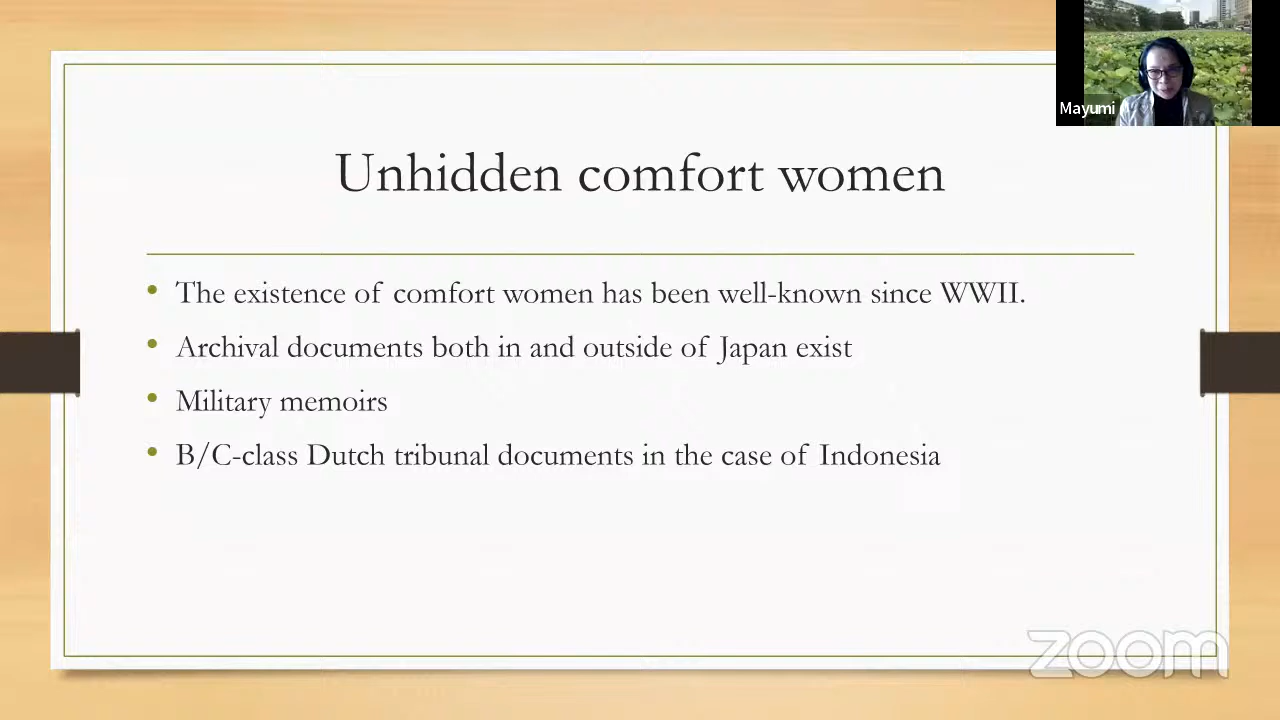 Mayumi
Unhidden comfort women
• The existence of comfort women has been well-known since WWII.
• Archival documents both in and outside of Japan exist
• Military memoirs
• B/C-class Dutch tribunal documents in the case of Indonesia
zoom